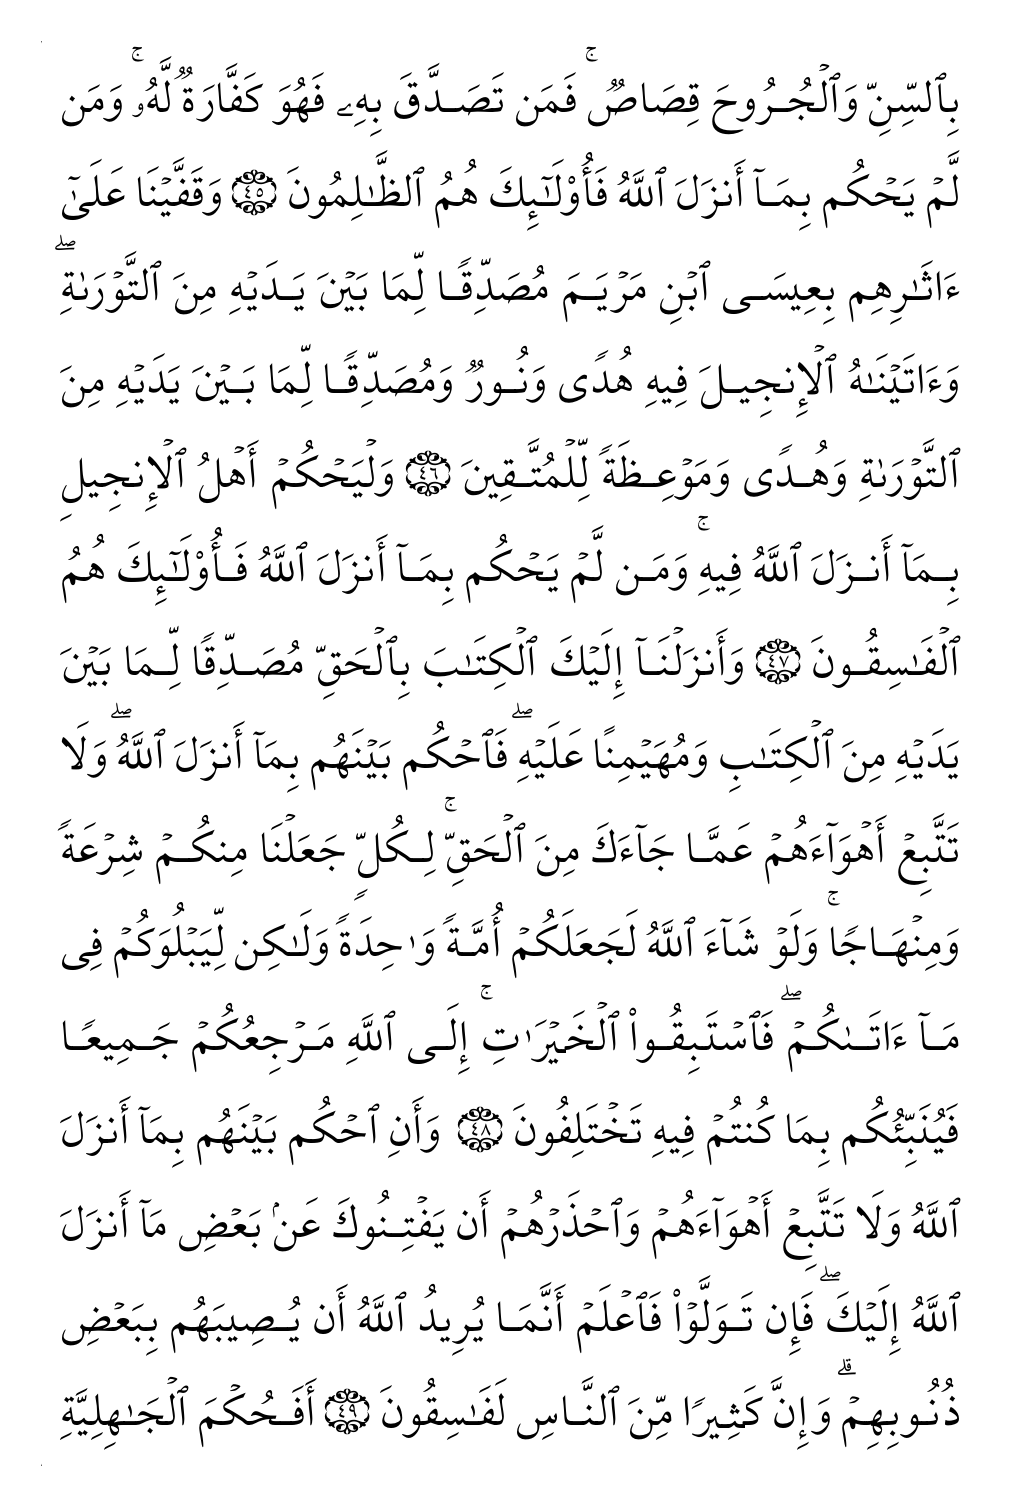 بِٱلسِّنِّ وَٱلۡجُرُوحَ قِصَاصٞۚ فَمَن تَصَدَّقَ بِهِۦ فَهُوَ كَفَّارَةٞ لَّهُۥۚ وَمَن
لَّمۡ يَحۡكُم بِمَآ أَنزَلَ ٱللَّهُ فَأُوْلَٰٓئِكَ هُمُ ٱلظَّٰلِمُونَ ٤٥ وَقَفَّيۡنَا عَلَىٰٓ
ءَاثَٰرِهِم بِعِيسَى ٱبۡنِ مَرۡيَمَ مُصَدِّقٗا لِّمَا بَيۡنَ يَدَيۡهِ مِنَ ٱلتَّوۡرَىٰةِۖ
وَءَاتَيۡنَٰهُ ٱلۡإِنجِيلَ فِيهِ هُدٗى وَنُورٞ وَمُصَدِّقٗا لِّمَا بَيۡنَ يَدَيۡهِ مِنَ
ٱلتَّوۡرَىٰةِ وَهُدٗى وَمَوۡعِظَةٗ لِّلۡمُتَّقِينَ ٤٦ وَلۡيَحۡكُمۡ أَهۡلُ ٱلۡإِنجِيلِ
بِمَآ أَنزَلَ ٱللَّهُ فِيهِۚ وَمَن لَّمۡ يَحۡكُم بِمَآ أَنزَلَ ٱللَّهُ فَأُوْلَٰٓئِكَ هُمُ
ٱلۡفَٰسِقُونَ ٤٧ وَأَنزَلۡنَآ إِلَيۡكَ ٱلۡكِتَٰبَ بِٱلۡحَقِّ مُصَدِّقٗا لِّمَا بَيۡنَ
يَدَيۡهِ مِنَ ٱلۡكِتَٰبِ وَمُهَيۡمِنًا عَلَيۡهِۖ فَٱحۡكُم بَيۡنَهُم بِمَآ أَنزَلَ ٱللَّهُۖ وَلَا
تَتَّبِعۡ أَهۡوَآءَهُمۡ عَمَّا جَآءَكَ مِنَ ٱلۡحَقِّۚ لِكُلّٖ جَعَلۡنَا مِنكُمۡ شِرۡعَةٗ
وَمِنۡهَاجٗاۚ وَلَوۡ شَآءَ ٱللَّهُ لَجَعَلَكُمۡ أُمَّةٗ وَٰحِدَةٗ وَلَٰكِن لِّيَبۡلُوَكُمۡ فِي
مَآ ءَاتَىٰكُمۡۖ فَٱسۡتَبِقُواْ ٱلۡخَيۡرَٰتِۚ إِلَى ٱللَّهِ مَرۡجِعُكُمۡ جَمِيعٗا
فَيُنَبِّئُكُم بِمَا كُنتُمۡ فِيهِ تَخۡتَلِفُونَ ٤٨ وَأَنِ ٱحۡكُم بَيۡنَهُم بِمَآ أَنزَلَ
ٱللَّهُ وَلَا تَتَّبِعۡ أَهۡوَآءَهُمۡ وَٱحۡذَرۡهُمۡ أَن يَفۡتِنُوكَ عَنۢ بَعۡضِ مَآ أَنزَلَ
ٱللَّهُ إِلَيۡكَۖ فَإِن تَوَلَّوۡاْ فَٱعۡلَمۡ أَنَّمَا يُرِيدُ ٱللَّهُ أَن يُصِيبَهُم بِبَعۡضِ
ذُنُوبِهِمۡۗ وَإِنَّ كَثِيرٗا مِّنَ ٱلنَّاسِ لَفَٰسِقُونَ ٤٩ أَفَحُكۡمَ ٱلۡجَٰهِلِيَّةِ